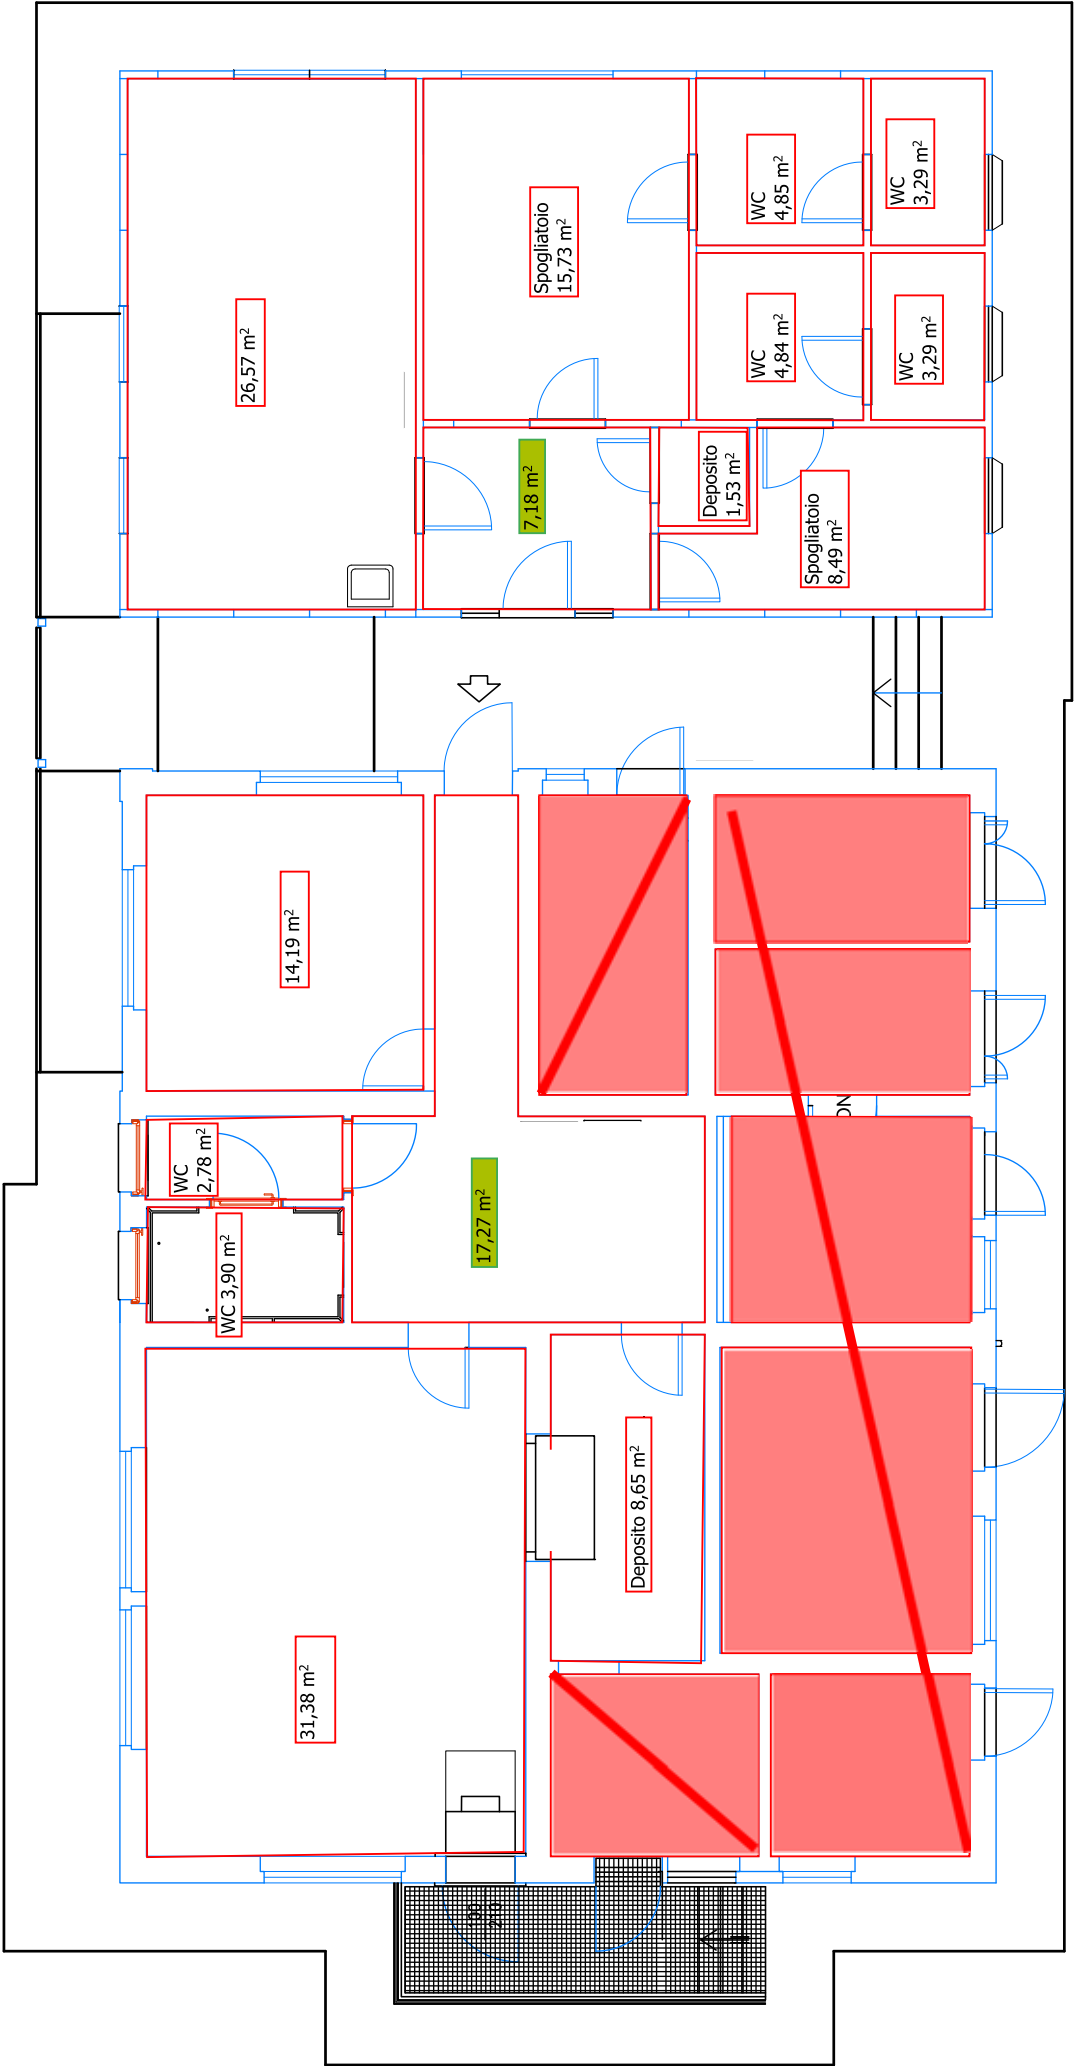 26,57 m²
Spogliatoio
15,73 m²
WC
4,85 m²
WC
3,29 m²
WC
4,84 m²
WC
3,29 m²
7,18 m²
Deposito
1,53 m²
Spogliatoio
8,49 m²
14,19 m²
WC
2,78 m²
WC 3,90 m²
17,27 m²
31,38 m²
Deposito 8,65 m²
100
210